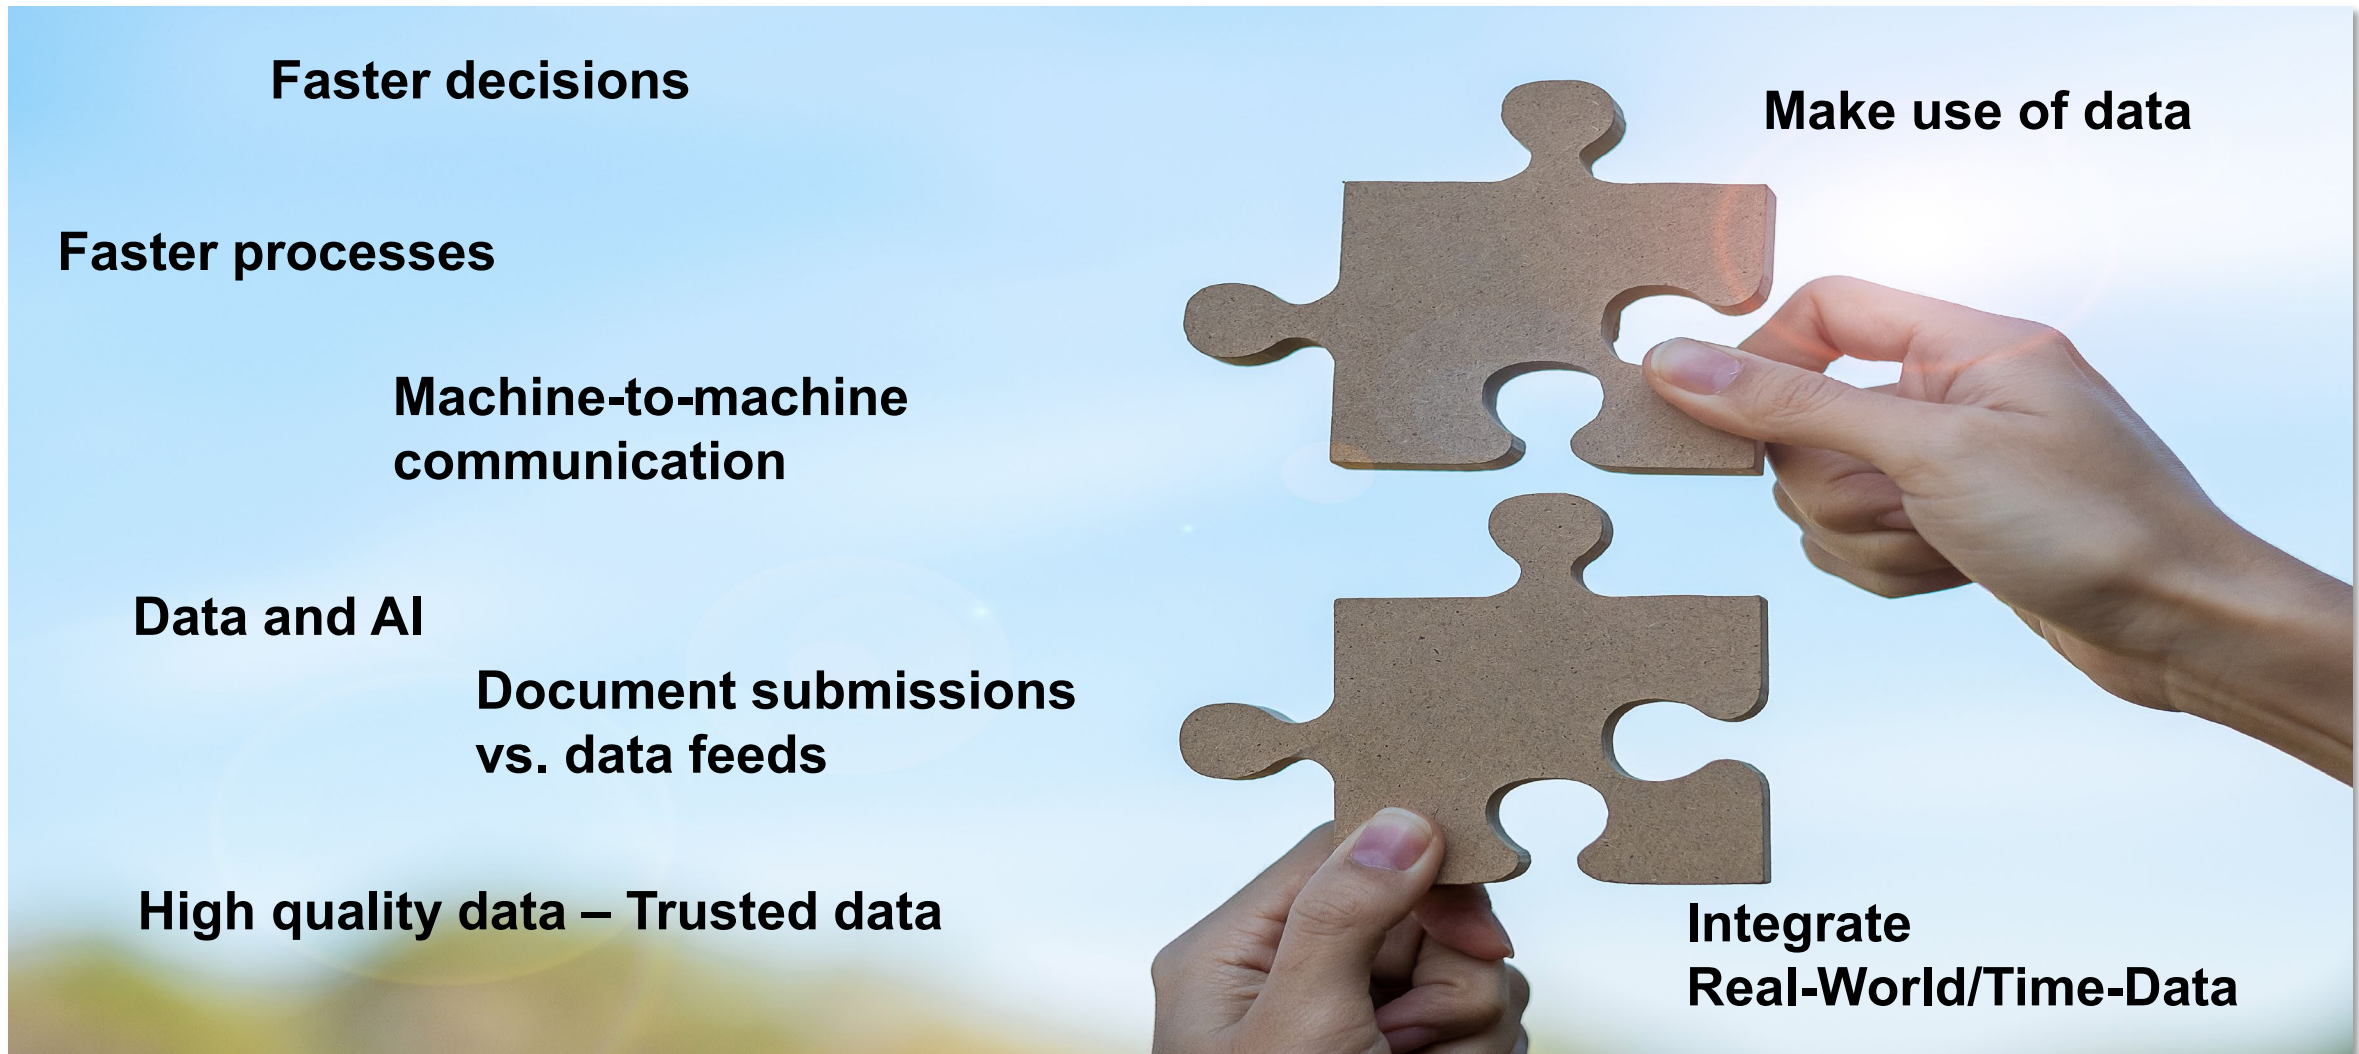 Faster decisions
Make use of data
Faster processes
Machine-to-machine
communication
Data and AI
Document submissions
vs. data feeds
High quality data – Trusted data
Integrate
Real-World/Time-Data